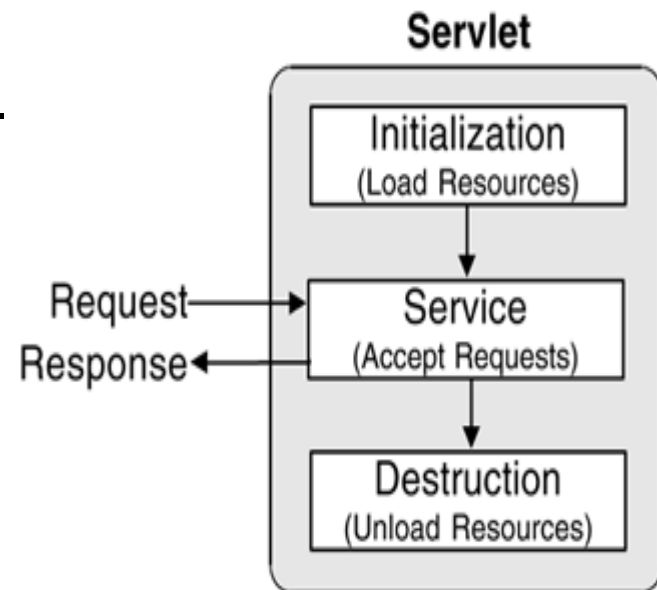 Servlet
Initialization
(Load Resources)
Request
Response
Service
(Accept Requests)
Destruction
(Unload Resources)